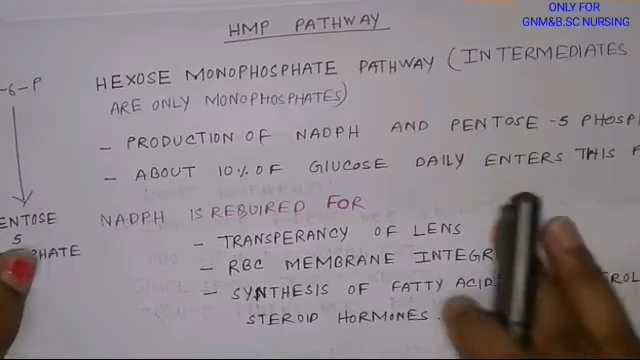 ONLY FOR
GNM&B.SC NURSING
HMP PATHWAY
-6-P
HEXOSE MONOPHOSPHATE PATHWAY (INTERMEDIATES
ARE ONLY MONOPHOSPHATES)
- PRODUCTION OF NADPH AND PENTOSE-5 PHOSP
- ABOUT 10% OF GLUCOSE DAILY ENTERS THIS
ENTOSE
5
PHATE
NADPH IS REBUIRED FOR
- TRANSPERANCY OF LENS
- RBC MEMBRANE INTEGR
- SYNTHESIS OF FATTY ACID
STEROID HORMONES.